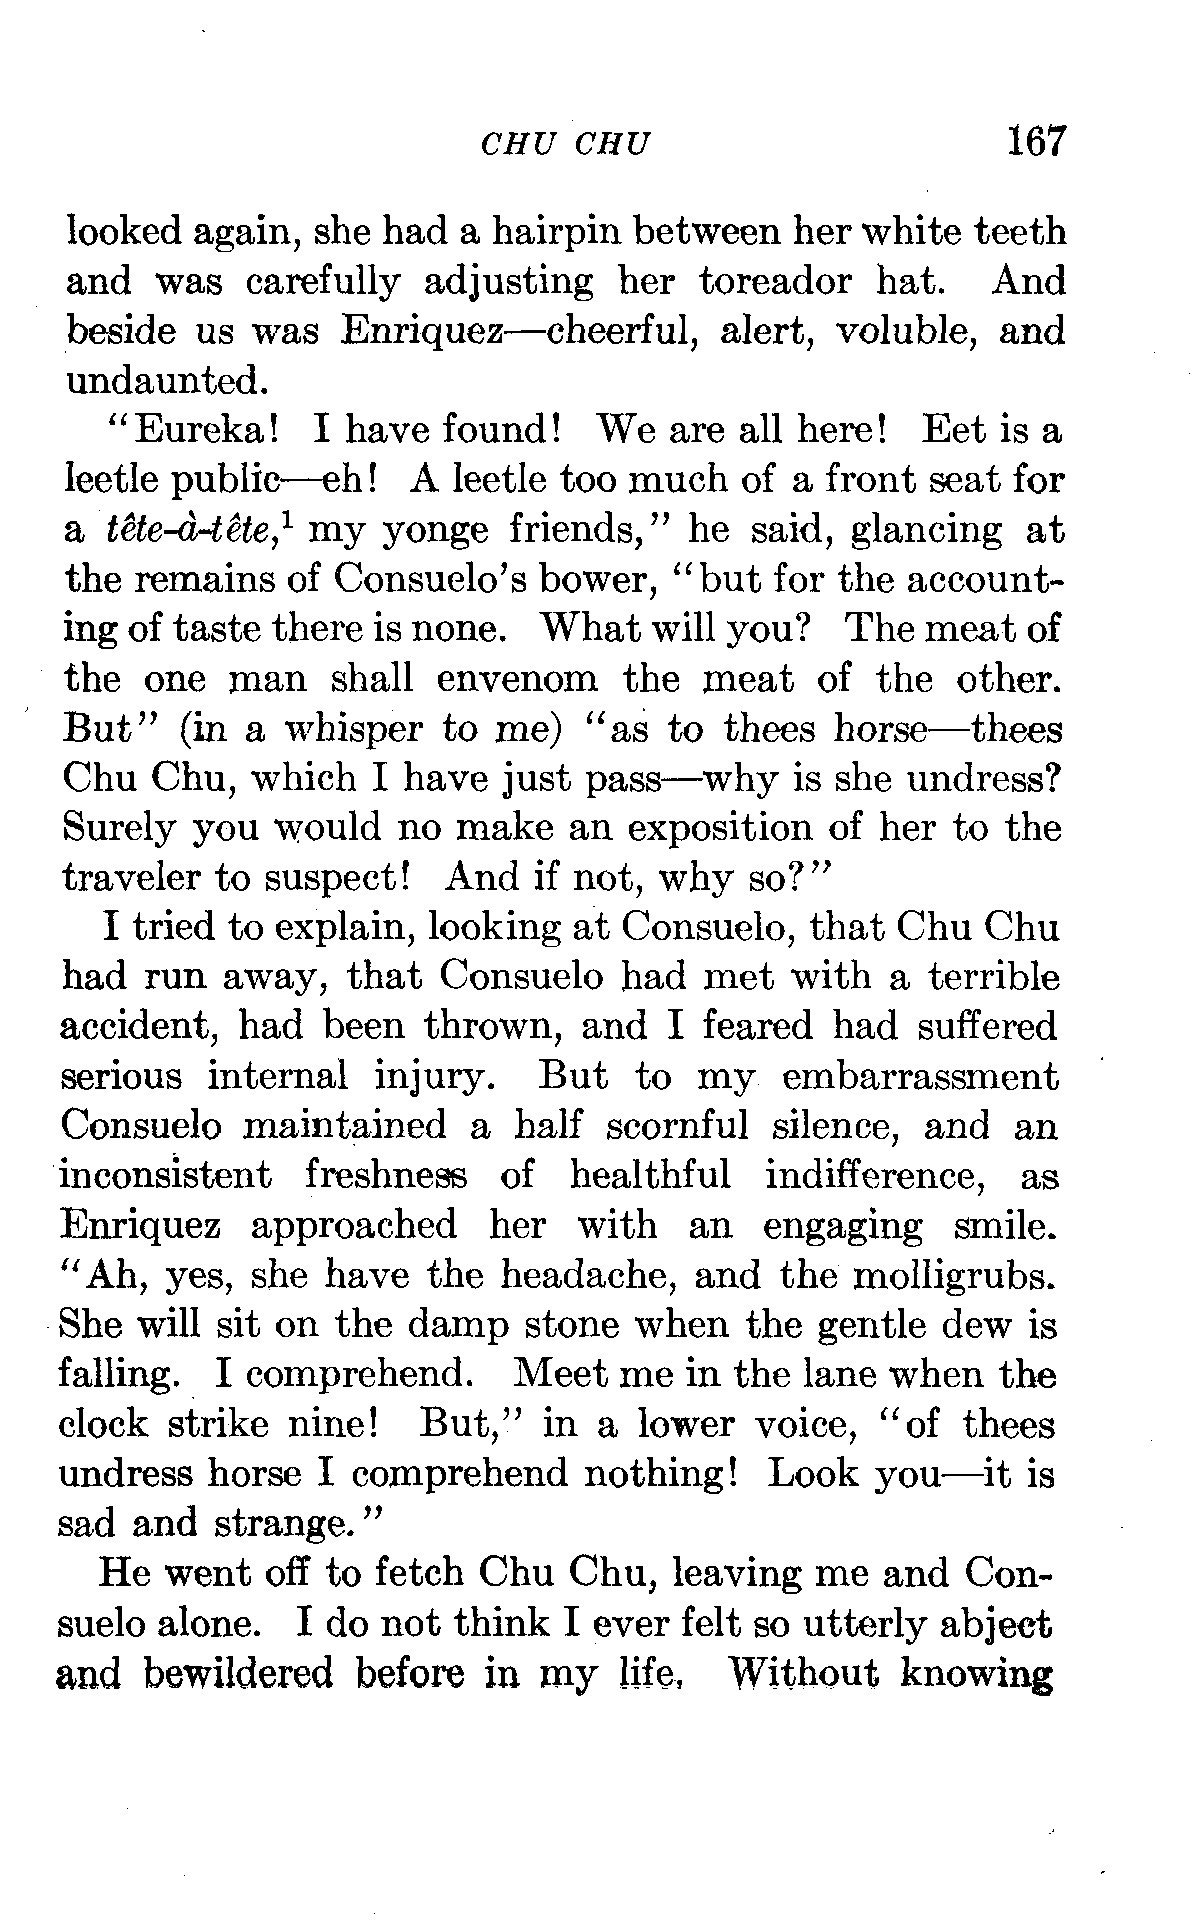 CHU CHU 167
looked again, she had a hairpin between her white teeth
and was carefully adjusting her toreador hat. And
beside us was Enriquez—cheerful, alert, voluble, and
undaunted.
"Eureka! I have found! We are all here! Eet is a
leetle public—eh! A leetle too much of a front seat for
a tête-à-tête,¹ my yonge friends," he said, glancing at
the remains of Consuelo's bower, "but for the account-
ing of taste there is none. What will you? The meat of
the one man shall envenom the meat of the other.
But" (in a whisper to me) "as to thees horse—thees
Chu Chu, which I have just pass—why is she undress?
Surely you would no make an exposition of her to the
traveler to suspect! And if not, why so?"
I tried to explain, looking at Consuelo, that Chu Chu
had run away, that Consuelo had met with a terrible
accident, had been thrown, and I feared had suffered
serious internal injury. But to my embarrassment
Consuelo maintained a half scornful silence, and an
inconsistent freshness of healthful indifference, as
Enriquez approached her with an engaging smile.
"Ah, yes, she have the headache, and the molligrubs.
She will sit on the damp stone when the gentle dew is
falling. I comprehend. Meet me in the lane when the
clock strike nine! But," in a lower voice, "of thees
undress horse I comprehend nothing! Look you—it is
sad and strange."
He went off to fetch Chu Chu, leaving me and Con-
suelo alone. I do not think I ever felt so utterly abject
and bewildered before in my life. Without knowing